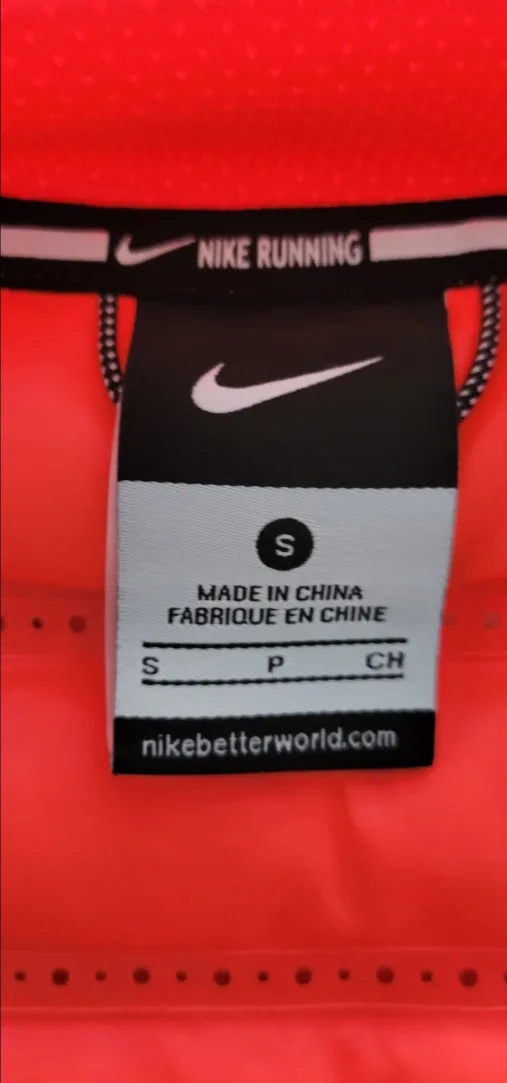 NIKE RUNNING
S
MADE IN CHINA
FABRIQUE EN CHINE
S P CH
nikebetterworld.com